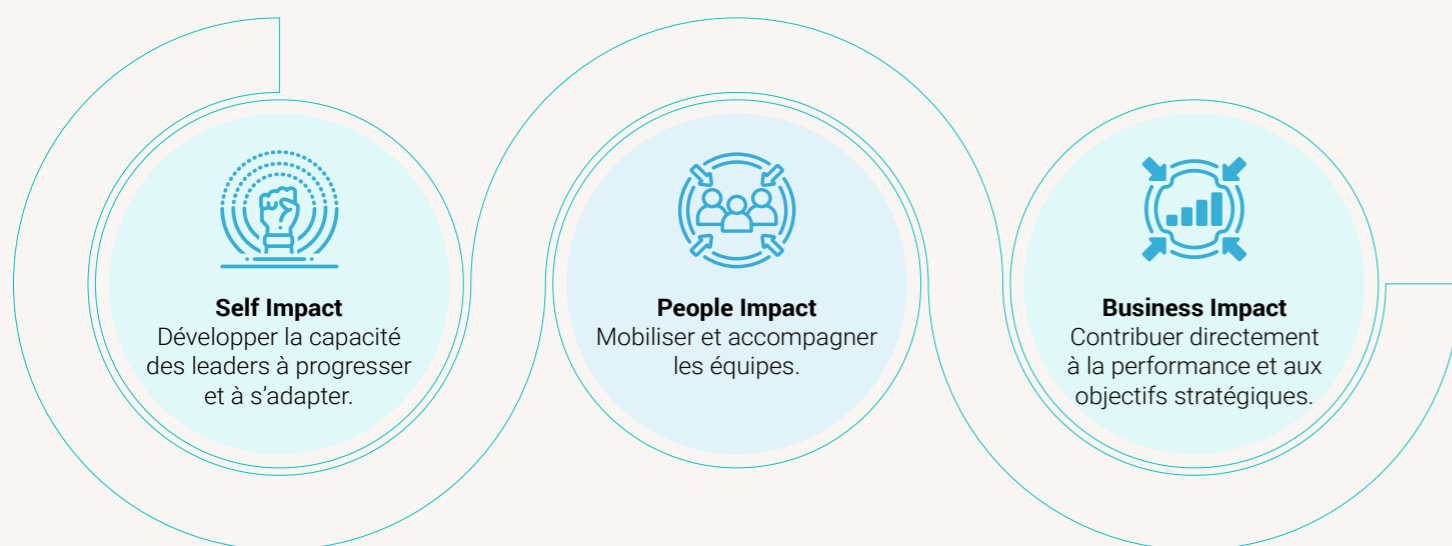 Self Impact
Développer la capacité
des leaders à progresser
et à s’adapter.
People Impact
Mobiliser et accompagner
les équipes.
Business Impact
Contribuer directement
à la performance et aux
objectifs stratégiques.